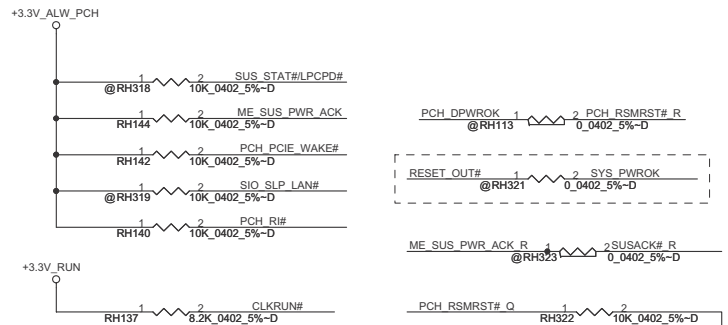 +3.3V_ALW_PCH
1 2 SUS_STAT#/LPCPD#
@RH318 10K_0402_5%~D
1 2 ME_SUS_PWR_ACK
RH144 10K_0402_5%~D
1 2 PCH_PCIE_WAKE#
RH142 10K_0402_5%~D
1 2 SIO_SLP_LAN#
@RH319 10K_0402_5%~D
1 2 PCH_RI#
RH140 10K_0402_5%~D
+3.3V_RUN
1 2 CLKRUN#
RH137 8.2K_0402_5%~D
PCH_DPWROK 1 2 PCH_RSMRST#_R
@RH113 0_0402_5%~D
RESET_OUT# 1 2 SYS_PWROK
@RH321 0_0402_5%~D
ME_SUS_PWR_ACK_R 1 2 SUSACK#_R
@RH323 0_0402_5%~D
PCH_RSMRST#_Q 1 2
RH322 10K_0402_5%~D